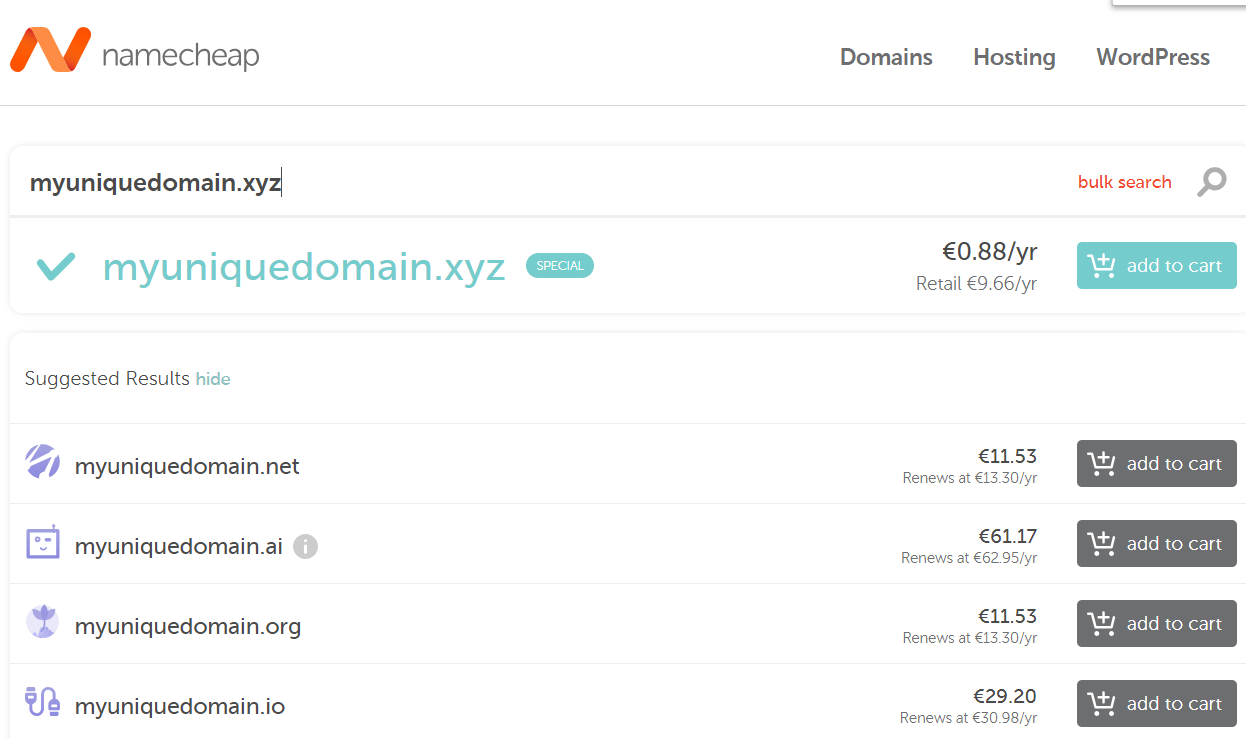 namecheap
Domains Hosting WordPress
myuniquedomain.xyz
bulk search
myuniquedomain.xyz SPECIAL
€0.88/yr
Retail €9.66/yr
add to cart
Suggested Results hide
myuniquedomain.net
€11.53
Renews at €13.30/yr
add to cart
myuniquedomain.ai
€61.17
Renews at €62.95/yr
add to cart
myuniquedomain.org
€11.53
Renews at €13.30/yr
add to cart
myuniquedomain.io
€29.20
Renews at €30.98/yr
add to cart